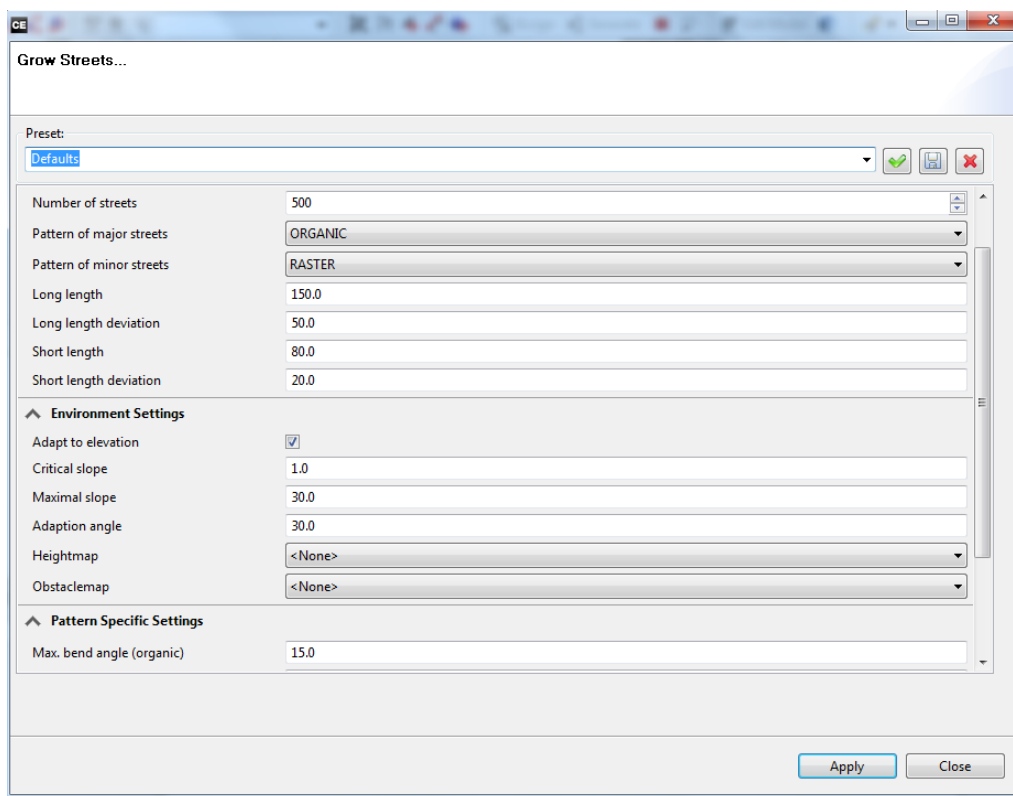 CE
Grow Streets...
Preset:
Defaults
Number of streets 500
Pattern of major streets ORGANIC
Pattern of minor streets RASTER
Long length 150.0
Long length deviation 50.0
Short length 80.0
Short length deviation 20.0
Environment Settings
Adapt to elevation
Critical slope 1.0
Maximal slope 30.0
Adaption angle 30.0
Heightmap <None>
Obstaclemap <None>
Pattern Specific Settings
Max. bend angle (organic) 15.0
Apply Close